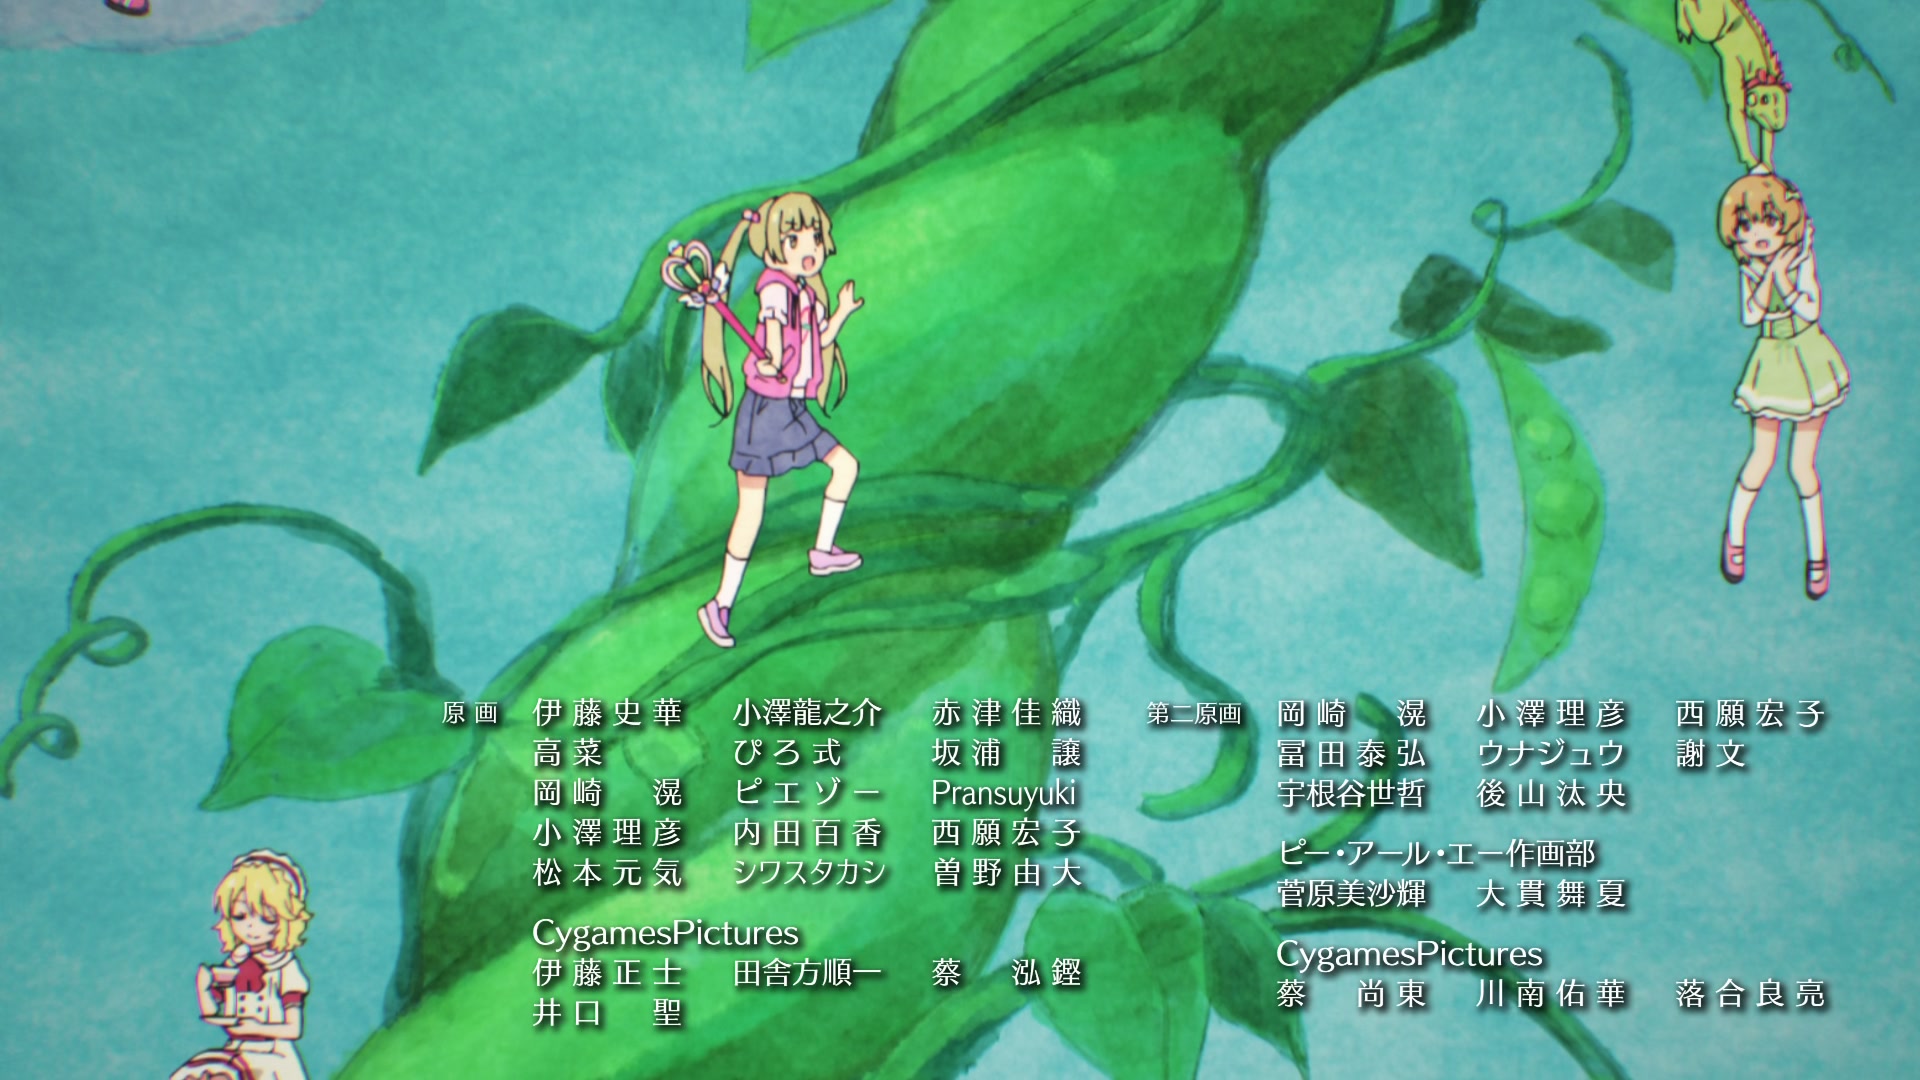 原画 伊藤史華 小澤龍之介 赤津佳織
高菜 ぴろ式 坂浦 譲
岡崎 滉 ピエゾー Pransuyuki
小澤理彦 内田百香 西願宏子
松本元気 シワスタカシ 曽野由大
CygamesPictures
伊藤正士 田舎方順一 蔡 泓鏗
井口 聖
第二原画 岡崎 滉 小澤理彦 西願宏子
冨田泰弘 ウナジュウ 謝文
宇根谷世哲 後山汰央
ピー・アール・エー作画部
菅原美沙輝 大貫舞夏
CygamesPictures
蔡 尚東 川南佑華 落合良亮